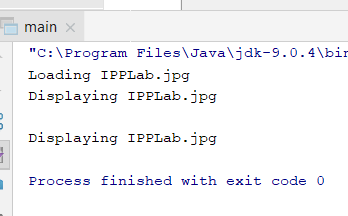 main
"C:\Program Files\Java\jdk-9.0.4\bin
Loading IPPLab.jpg
Displaying IPPLab.jpg
Displaying IPPLab.jpg
Process finished with exit code 0